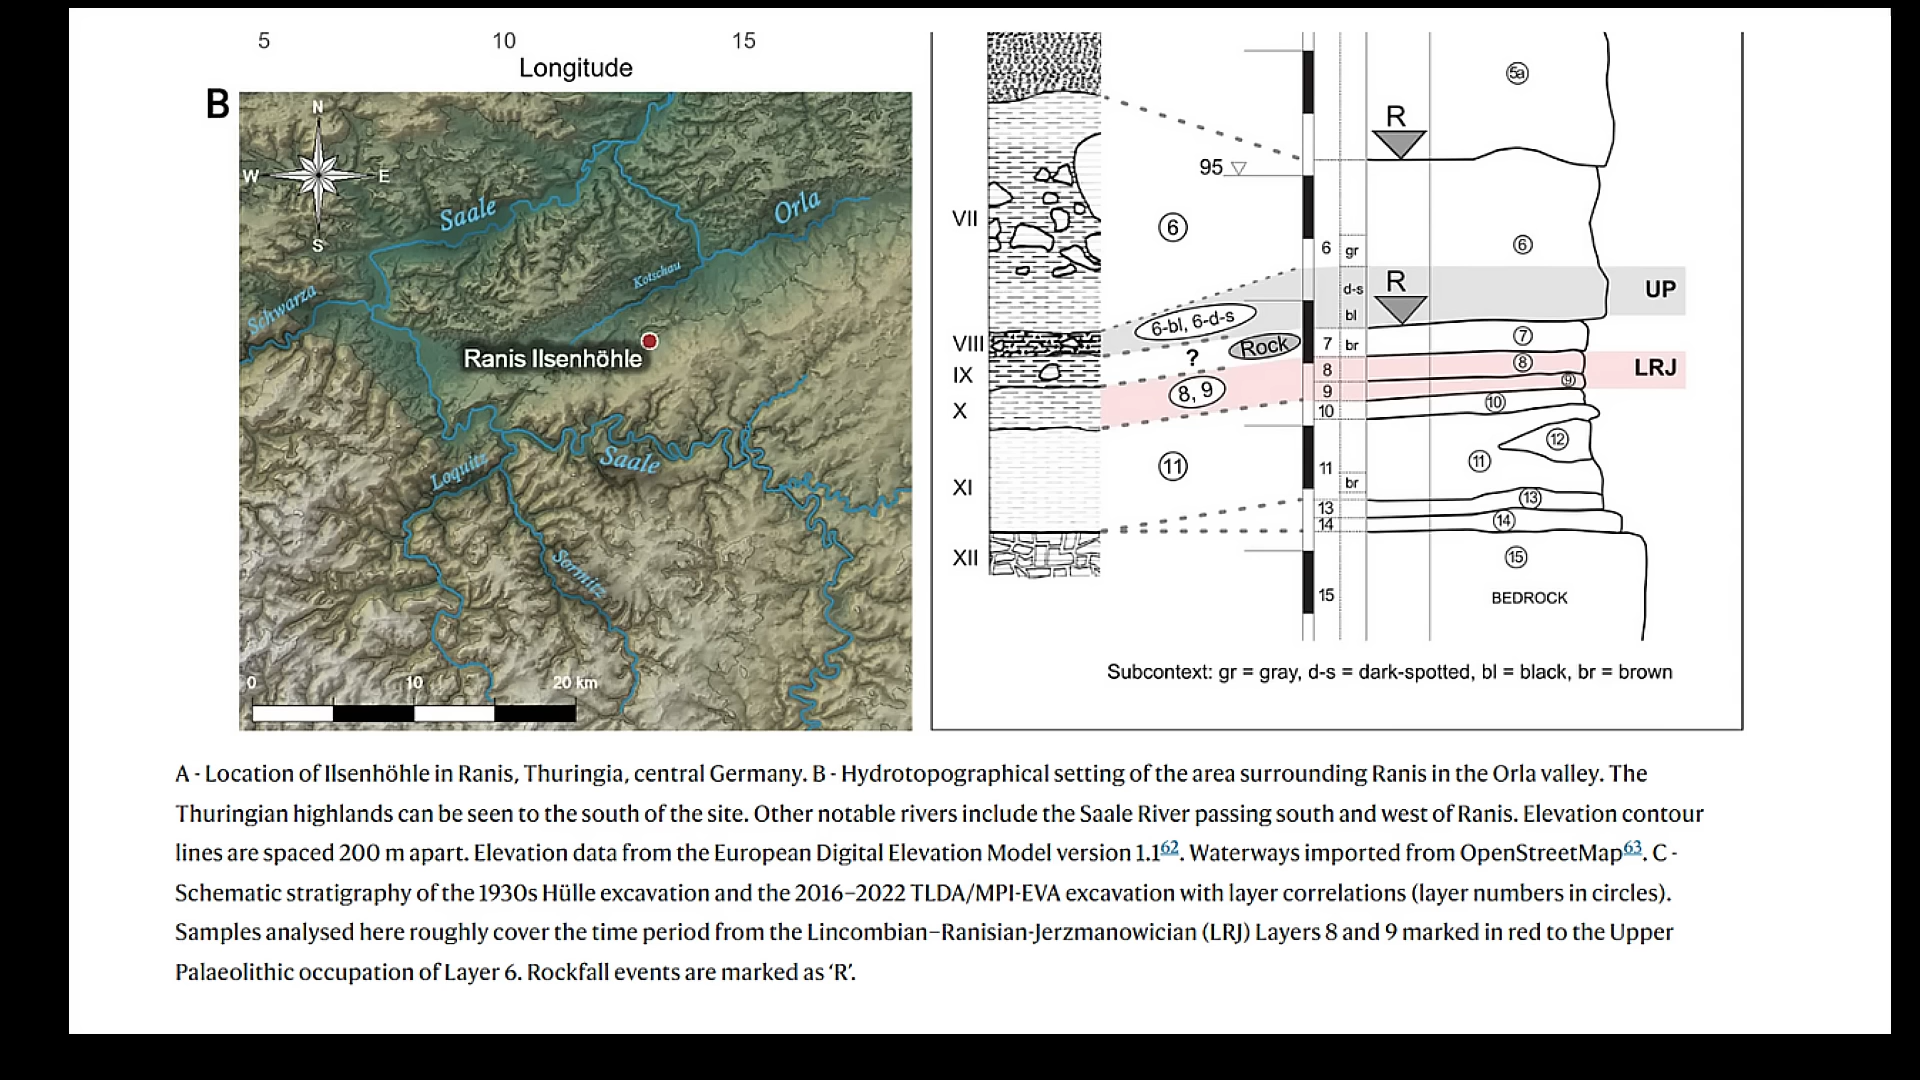 5 10 15
Longitude
B
N
W E
S
Saale
Orla
Schwarza
Kotschau
Ranis Ilsenhöhle
Loquitz
Saale
Sormitz
0 10 20 km
5a
R
95
VII
6
6 gr
6
d-s
R
UP
bl
6-bl, 6-d-s
VIII
Rock
7 br
7
?
IX
8
8
LRJ
8, 9
9
9
X
10
10
12
11
11
11
XI
br
13
13
14
14
XII
15
15
BEDROCK
Subcontext: gr = gray, d-s = dark-spotted, bl = black, br = brown
A - Location of Ilsenhöhle in Ranis, Thuringia, central Germany. B - Hydrotopographical setting of the area surrounding Ranis in the Orla valley. The
Thuringian highlands can be seen to the south of the site. Other notable rivers include the Saale River passing south and west of Ranis. Elevation contour
lines are spaced 200 m apart. Elevation data from the European Digital Elevation Model version 1.1⁶². Waterways imported from OpenStreetMap⁶³. C -
Schematic stratigraphy of the 1930s Hülle excavation and the 2016–2022 TLDA/MPI-EVA excavation with layer correlations (layer numbers in circles).
Samples analysed here roughly cover the time period from the Lincombian–Ranisian-Jerzmanowician (LRJ) Layers 8 and 9 marked in red to the Upper
Palaeolithic occupation of Layer 6. Rockfall events are marked as ‘R’.